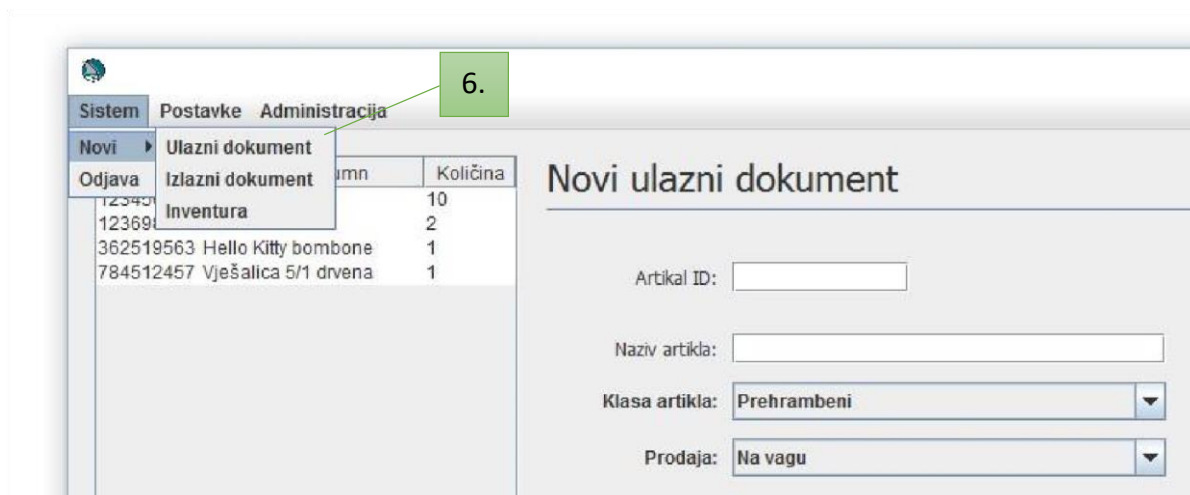 6.
Sistem Postavke Administracija
Novi Ulazni dokument
Odjava Izlazni dokument
Inventura
Količina
10
2
362519563 Hello Kitty bombone 1
784512457 Vješalica 5/1 drvena 1
Novi ulazni dokument
Artikal ID:
Naziv artikla:
Klasa artikla: Prehrambeni
Prodaja: Na vagu